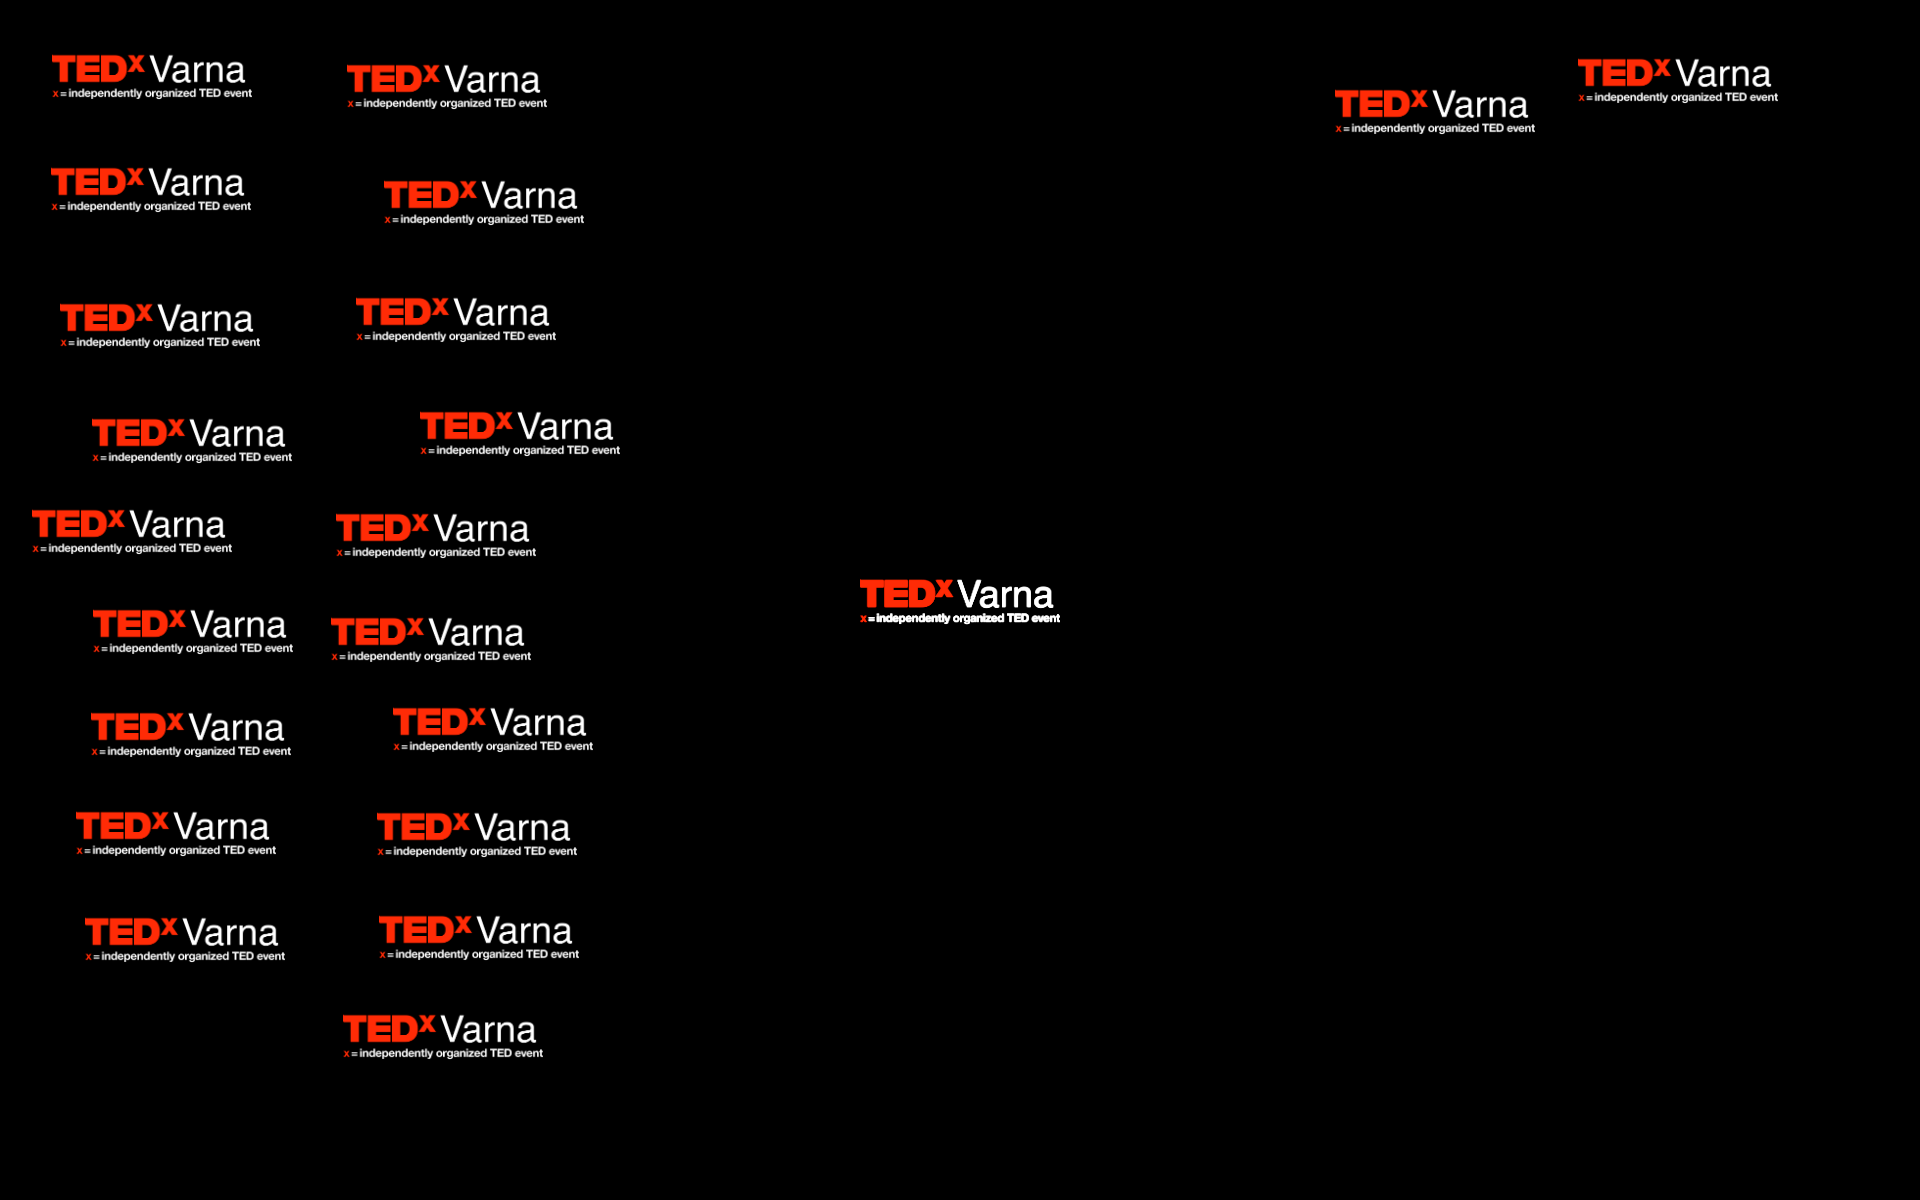 TEDx Varna
x = independently organized TED event
TEDx Varna
x = independently organized TED event
TEDx Varna
x = independently organized TED event
TEDx Varna
x = independently organized TED event
TEDx Varna
x = independently organized TED event
TEDx Varna
x = independently organized TED event
TEDx Varna
x = independently organized TED event
TEDx Varna
x = independently organized TED event
TEDx Varna
x = independently organized TED event
TEDx Varna
x = independently organized TED event
TEDx Varna
x = independently organized TED event
TEDx Varna
x = independently organized TED event
TEDx Varna
x = independently organized TED event
TEDx Varna
x = independently organized TED event
TEDx Varna
x = independently organized TED event
TEDx Varna
x = independently organized TED event
TEDx Varna
x = independently organized TED event
TEDx Varna
x = independently organized TED event
TEDx Varna
x = independently organized TED event
TEDx Varna
x = independently organized TED event
TEDx Varna
x = independently organized TED event
TEDx Varna
x = independently organized TED event